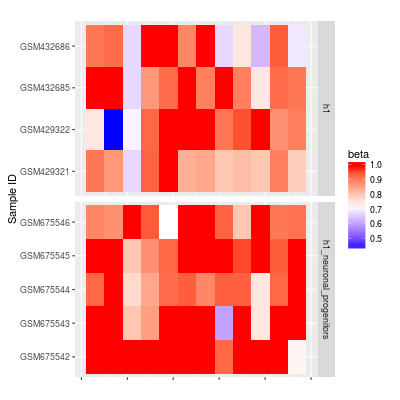 GSM432686
GSM432685
GSM429322
GSM429321
h1
GSM675546
GSM675545
GSM675544
GSM675543
GSM675542
h1_neuronal_progenitors
Sample ID
beta
1.0
0.9
0.8
0.7
0.6
0.5